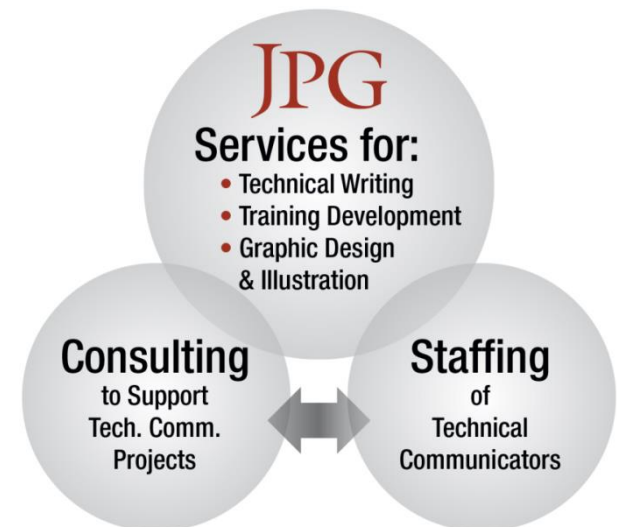 JPG
Services for:
• Technical Writing
• Training Development
• Graphic Design
& Illustration
Consulting
to Support
Tech. Comm.
Projects
Staffing
of
Technical
Communicators